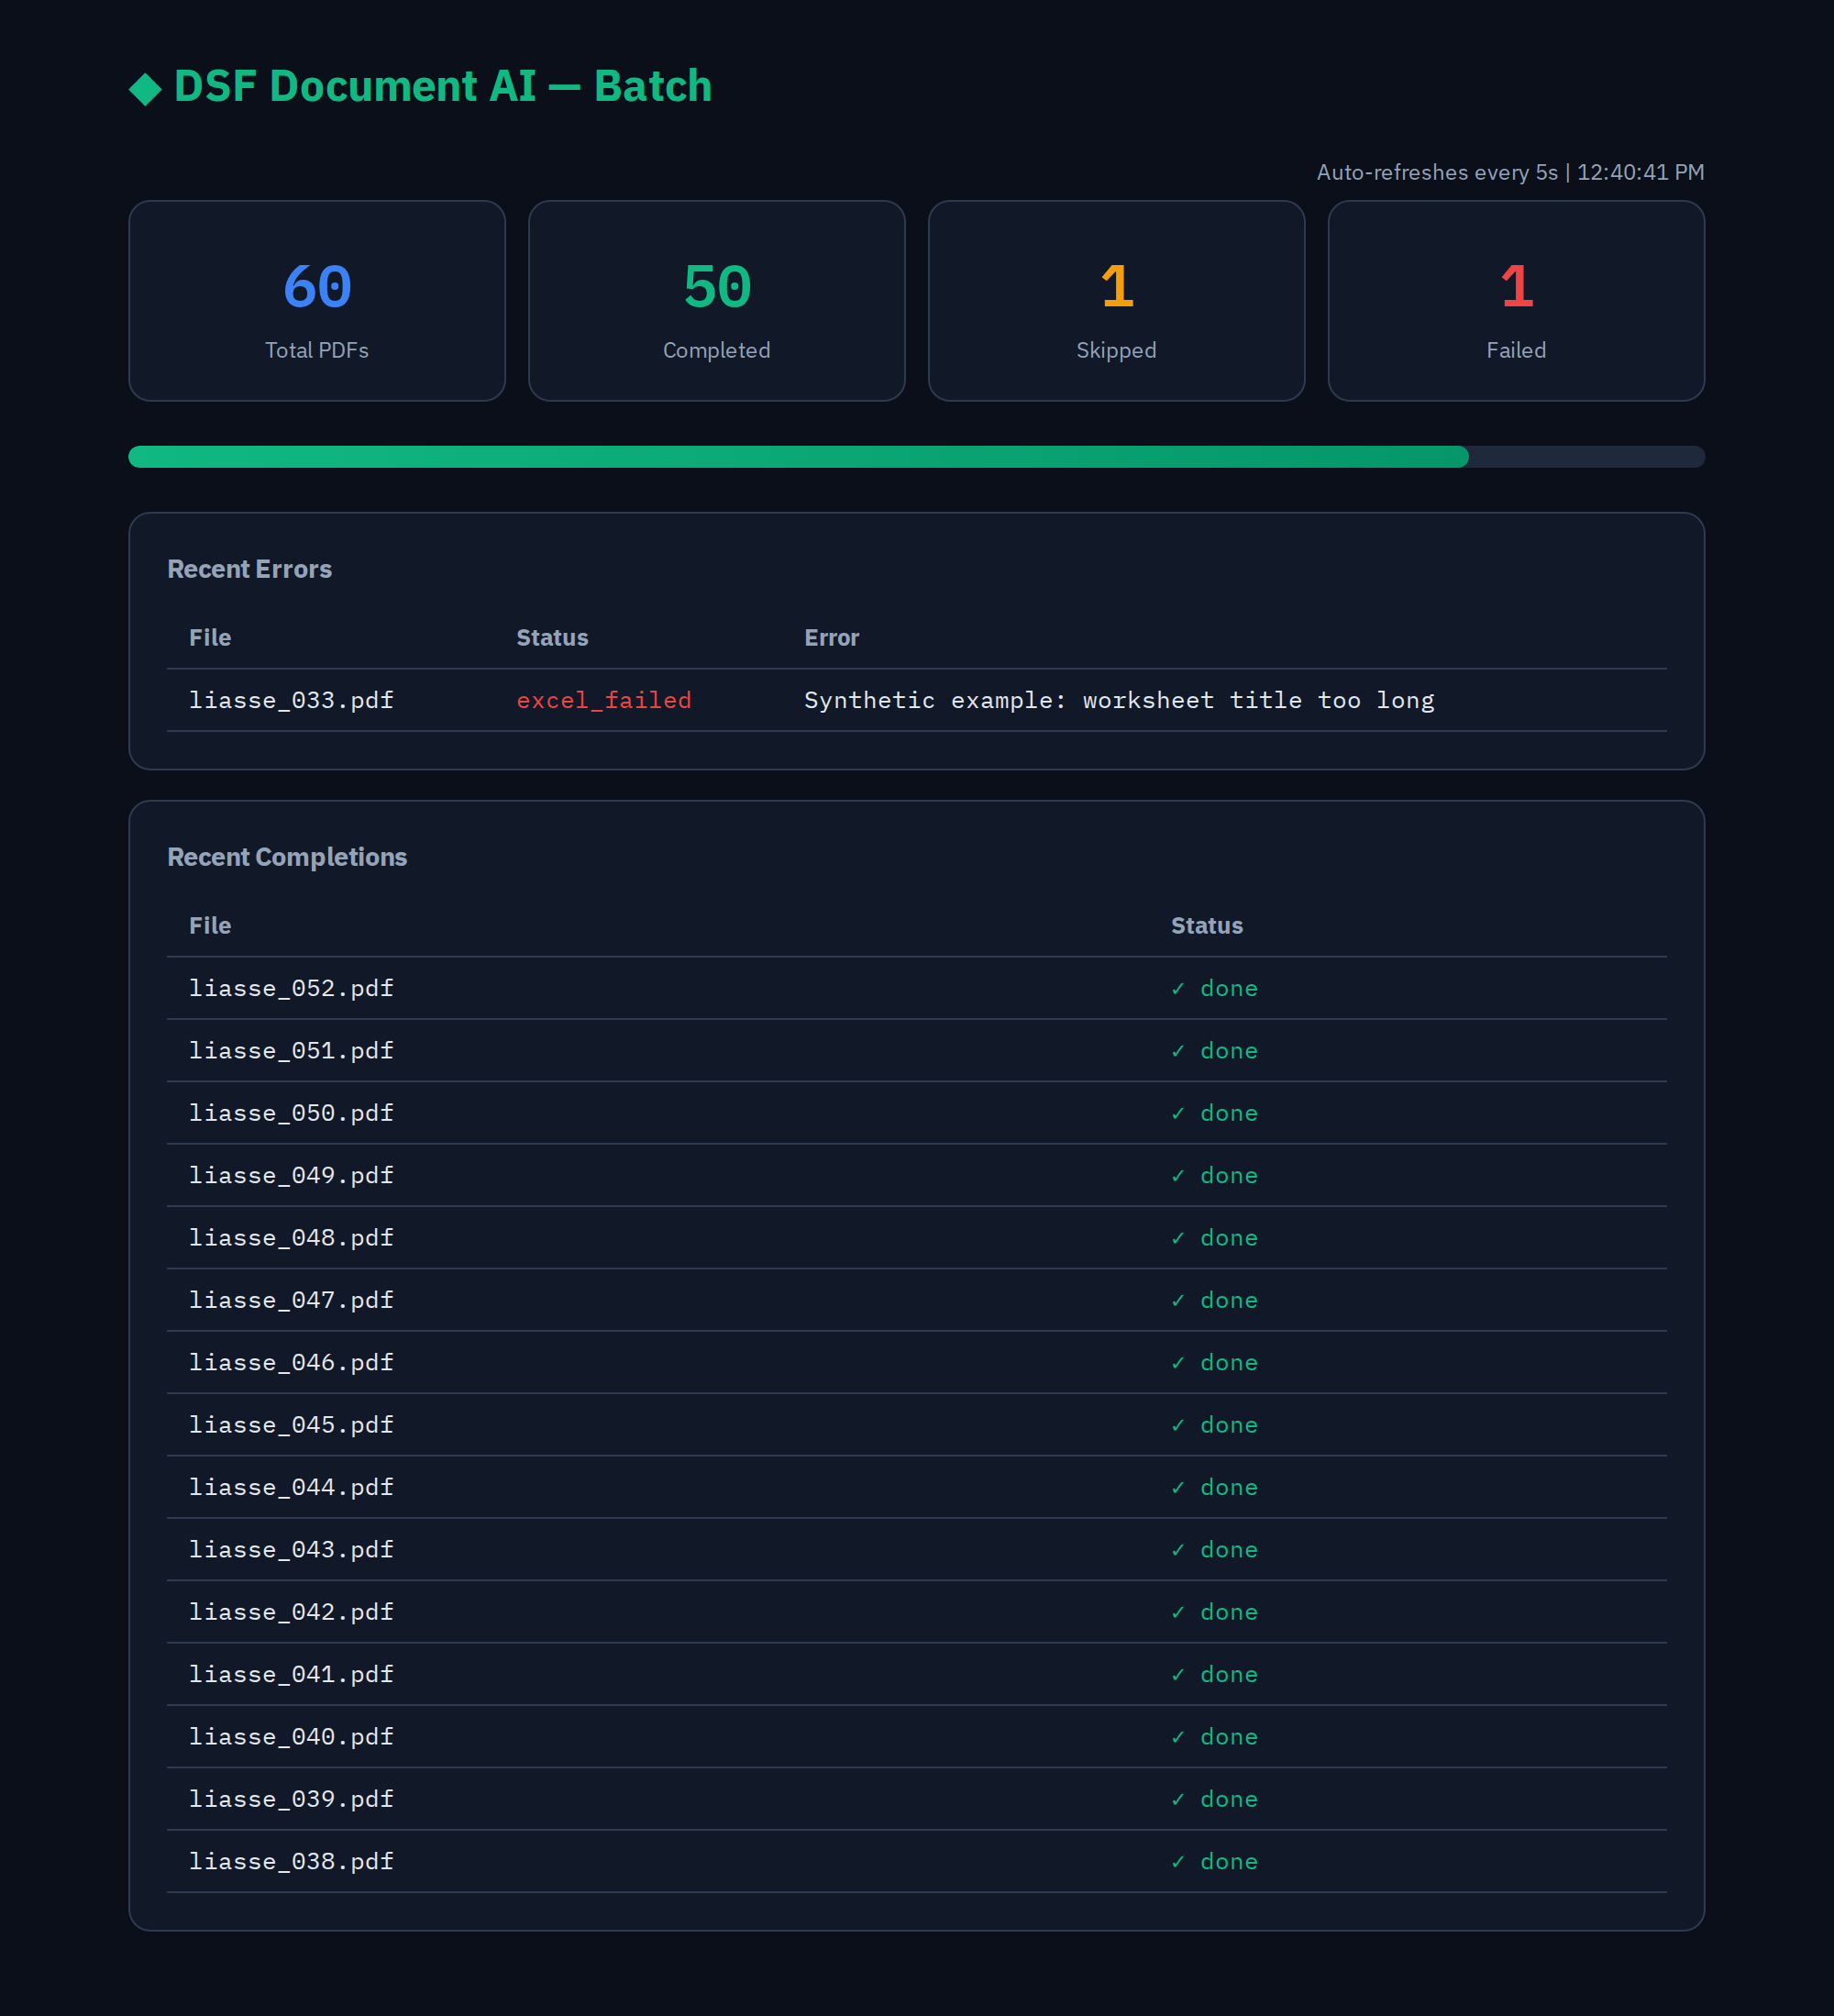 ◆ DSF Document AI — Batch
Auto-refreshes every 5s | 12:40:41 PM
60 50 1 1
Total PDFs Completed Skipped Failed
Recent Errors
File Status Error
liasse_033.pdf excel_failed Synthetic example: worksheet title too long
Recent Completions
File Status
liasse_052.pdf ✓ done
liasse_051.pdf ✓ done
liasse_050.pdf ✓ done
liasse_049.pdf ✓ done
liasse_048.pdf ✓ done
liasse_047.pdf ✓ done
liasse_046.pdf ✓ done
liasse_045.pdf ✓ done
liasse_044.pdf ✓ done
liasse_043.pdf ✓ done
liasse_042.pdf ✓ done
liasse_041.pdf ✓ done
liasse_040.pdf ✓ done
liasse_039.pdf ✓ done
liasse_038.pdf ✓ done